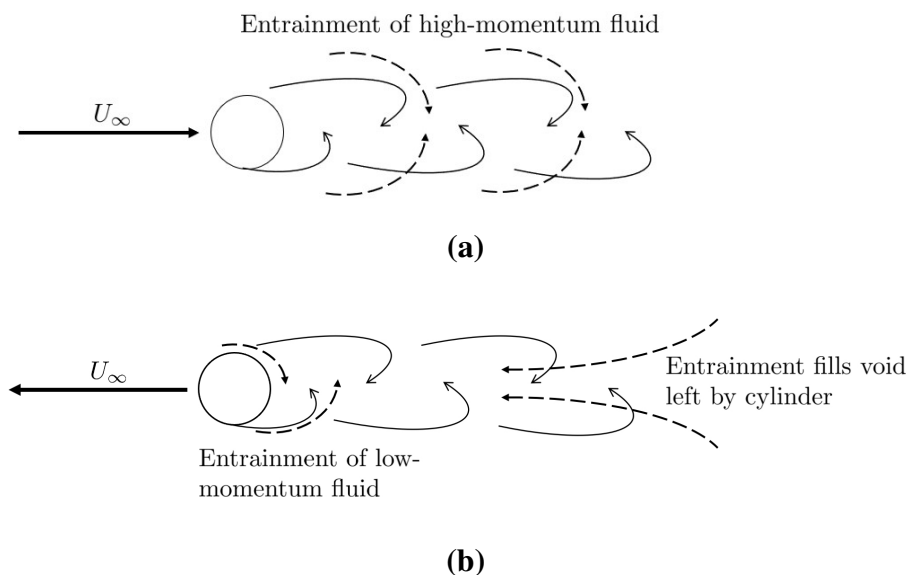 Entrainment of high-momentum fluid
U∞
(a)
U∞
Entrainment fills void
left by cylinder
Entrainment of low-
momentum fluid
(b)